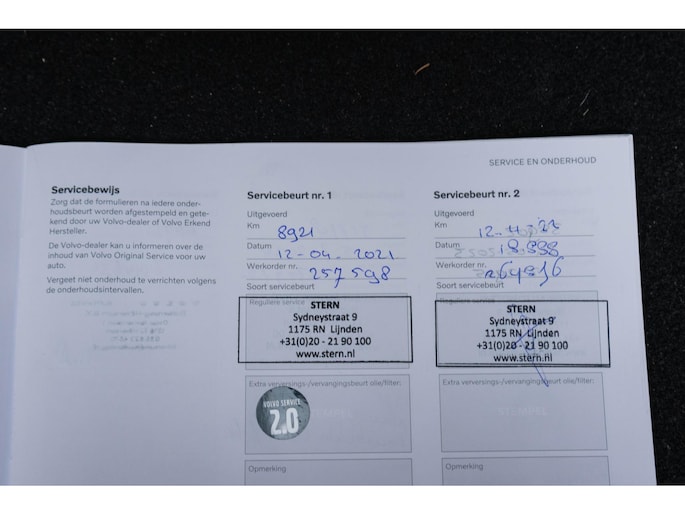 SERVICE EN ONDERHOUD
Servicebewijs
Zorg dat de formulieren na iedere onder-
houdsbeurt worden afgestempeld en gete-
kend door uw Volvo-dealer of Volvo Erkend
Hersteller.
De Volvo-dealer kan u informeren over de
inhoud van Volvo Original Service voor uw
auto.
Vergeet niet onderhoud te verrichten volgens
de onderhoudsintervallen.
Servicebeurt nr. 1
Uitgevoerd
Km 8921
Datum 12-04-2021
Werkorder nr. 257598
Soort servicebeurt
Reguliere service
STERN
Sydneystraat 9
1175 RN Lijnden
+31(0)20 - 21 90 100
www.stern.nl
Extra verversings-/vervangingsbeurt olie/filter:
VOLVO SERVICE
2.0
STEMPEL
Opmerking
Servicebeurt nr. 2
Uitgevoerd
Km
Datum
Werkorder nr.
Soort servicebeurt
Reguliere service
STERN
Sydneystraat 9
1175 RN Lijnden
+31(0)20 - 21 90 100
www.stern.nl
Extra verversings-/vervangingsbeurt olie/filter:
STEMPEL
Opmerking